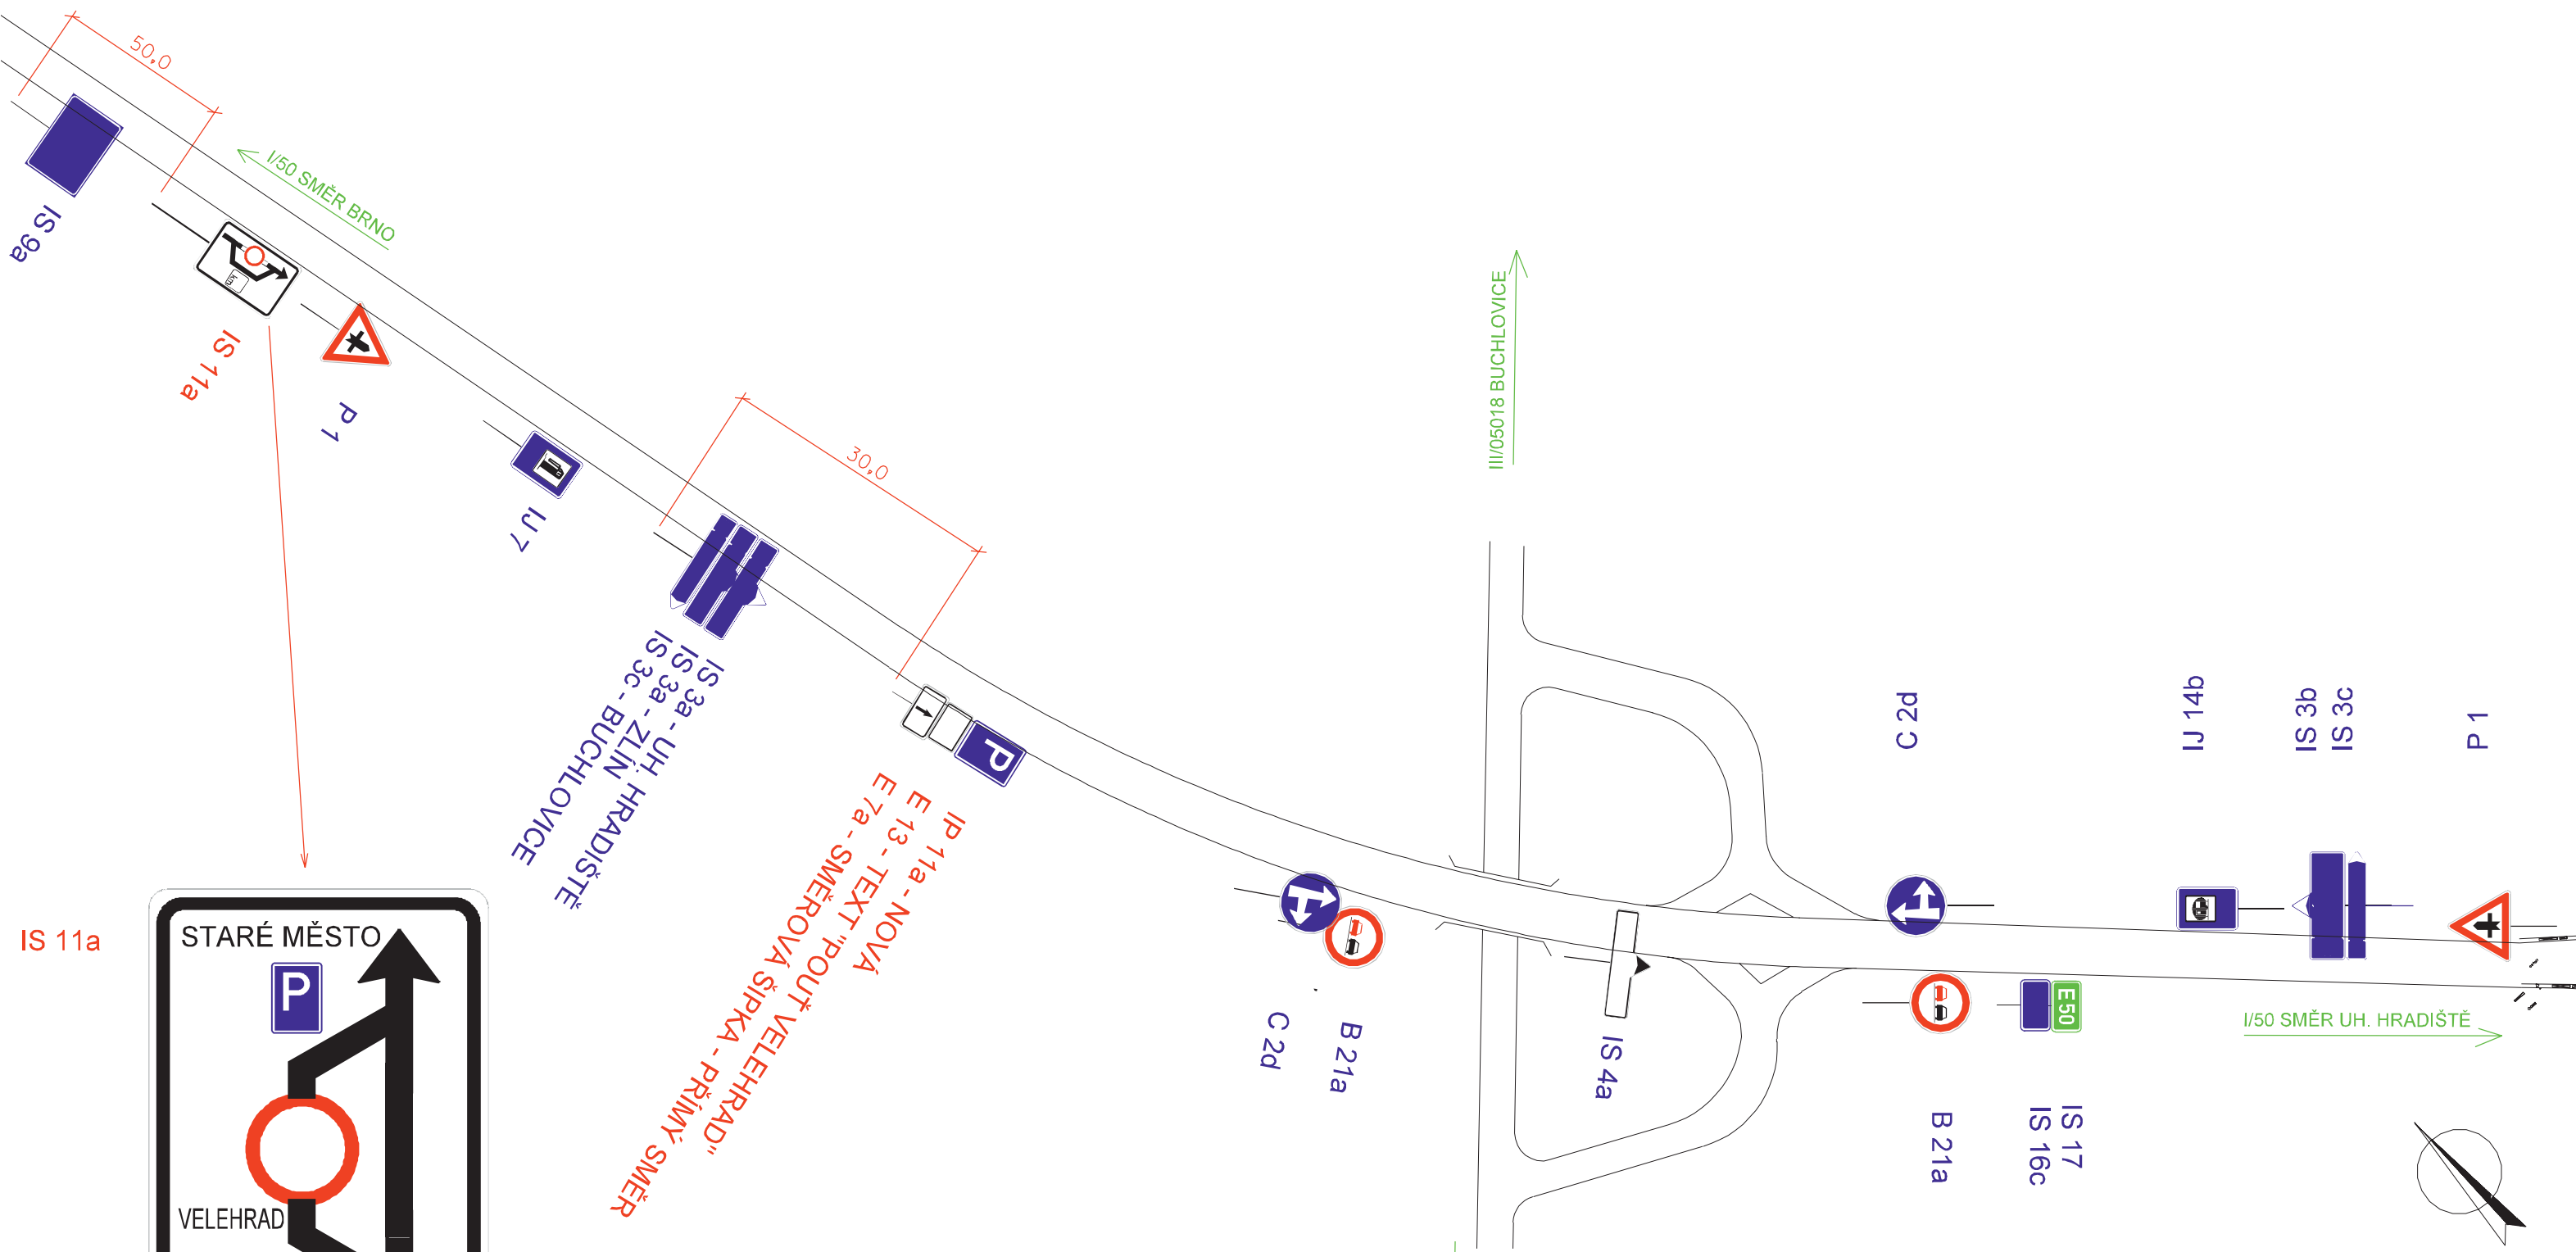 50,0
I/50 SMĚR BRNO
IS 9a
km
IS 11a
P 1
IJ 7
30,0
IS 3a - UH. HRADIŠTĚ
IS 3a - ZLÍN
IS 3c - BUCHLOVICE
P
IP 11a - NOVÁ
E 13 - TEXT "POUŤ VELEHRAD"
E 7a - SMĚROVÁ ŠIPKA - PŘÍMÝ SMĚR
III/05018 BUCHLOVICE
C 2d
B 21a
IS 4a
C 2d
IJ 14b
IS 3b
IS 3c
P 1
E50
I/50 SMĚR UH. HRADIŠTĚ
B 21a
IS 17
IS 16c
IS 11a
STARÉ MĚSTO
P
VELEHRAD